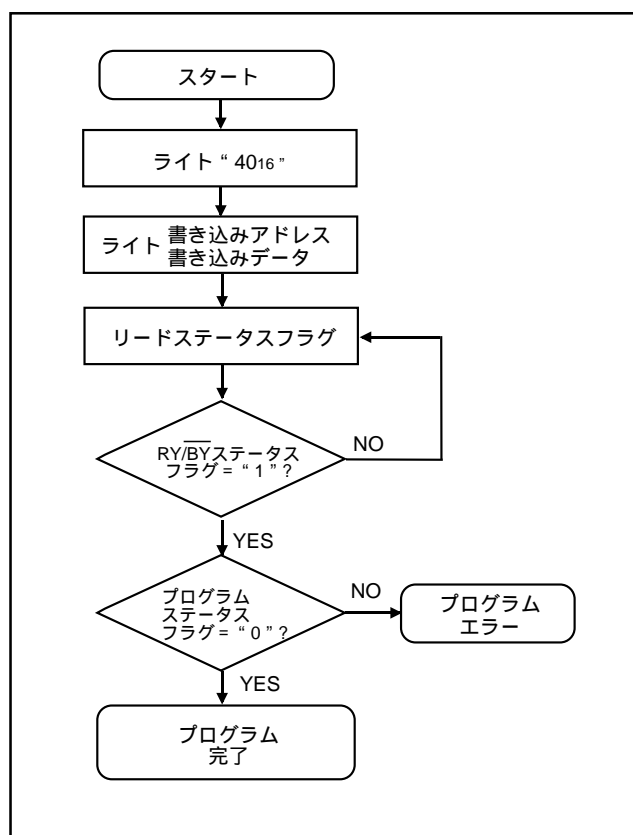 スタート
ライト “ 4016 ”
ライト 書き込みアドレス
書き込みデータ
リードステータスフラグ
RY/BYステータス
フラグ = “ 1 ” ?
NO
YES
プログラム
ステータス
フラグ = “ 0 ” ?
NO
プログラム
エラー
YES
プログラム
完了